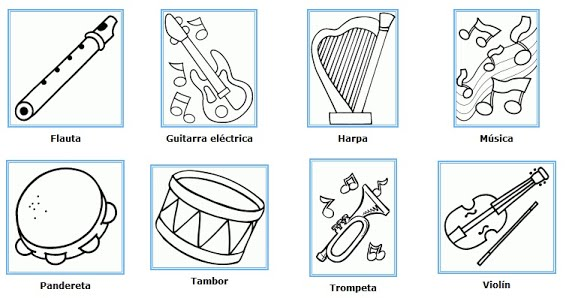 Flauta
Guitarra eléctrica
Harpa
Música
Pandereta
Tambor
Trompeta
Violín